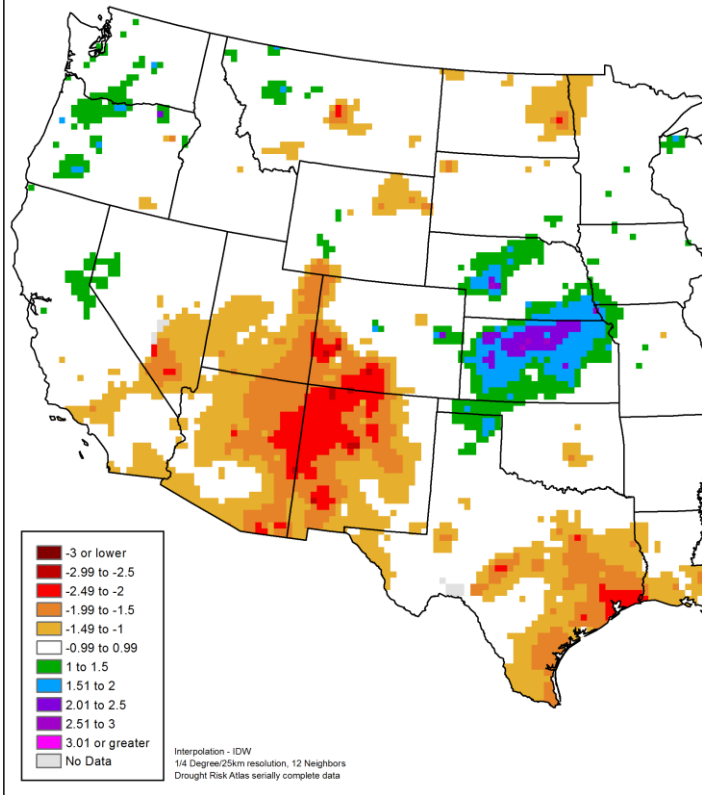 -3 or lower
-2.99 to -2.5
-2.49 to -2
-1.99 to -1.5
-1.49 to -1
-0.99 to 0.99
1 to 1.5
1.51 to 2
2.01 to 2.5
2.51 to 3
3.01 or greater
No Data
Interpolation - IDW
1/4 Degree/25km resolution, 12 Neighbors
Drought Risk Atlas serially complete data